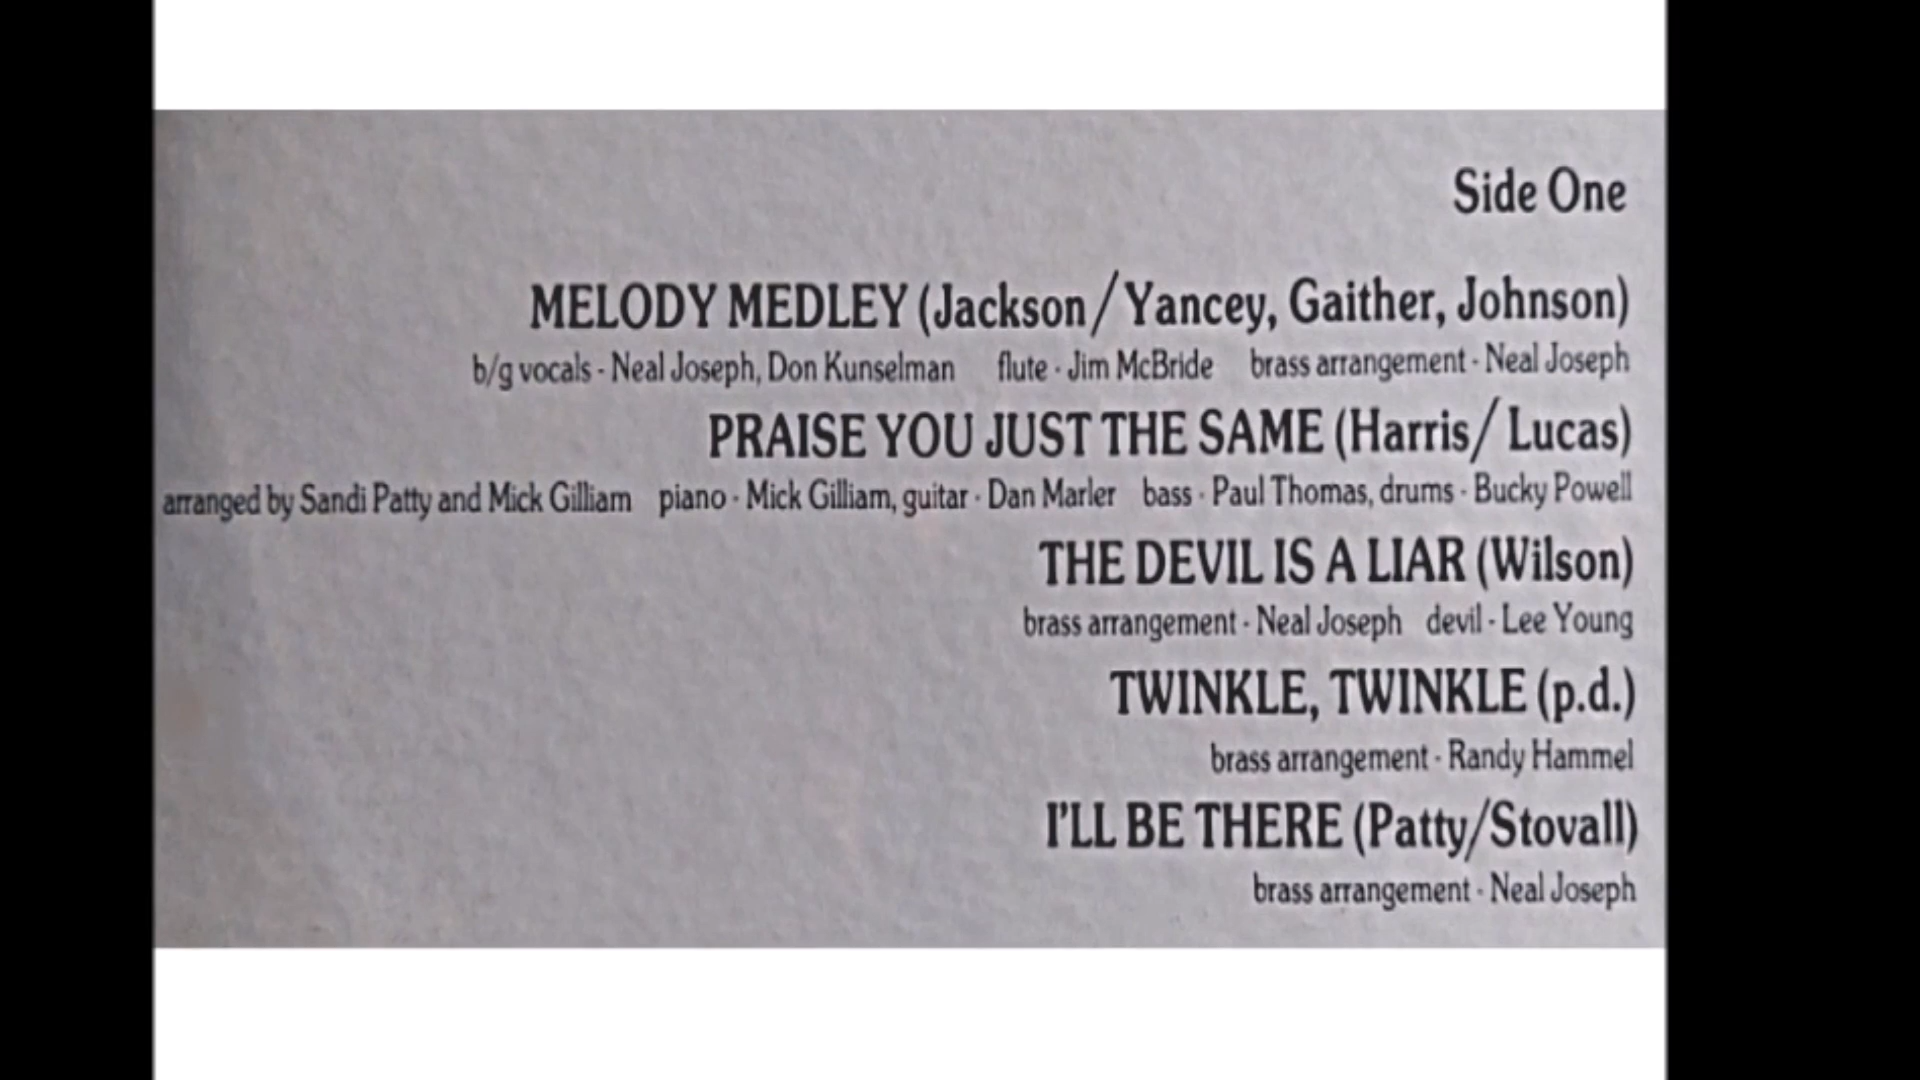 Side One
MELODY MEDLEY (Jackson/Yancey, Gaither, Johnson)
b/g vocals - Neal Joseph, Don Kunselman flute - Jim McBride brass arrangement - Neal Joseph
PRAISE YOU JUST THE SAME (Harris/Lucas)
arranged by Sandi Patty and Mick Gilliam piano - Mick Gilliam, guitar - Dan Marler bass - Paul Thomas, drums - Bucky Powell
THE DEVIL IS A LIAR (Wilson)
brass arrangement - Neal Joseph devil - Lee Young
TWINKLE, TWINKLE (p.d.)
brass arrangement - Randy Hammel
I'LL BE THERE (Patty/Stovall)
brass arrangement - Neal Joseph